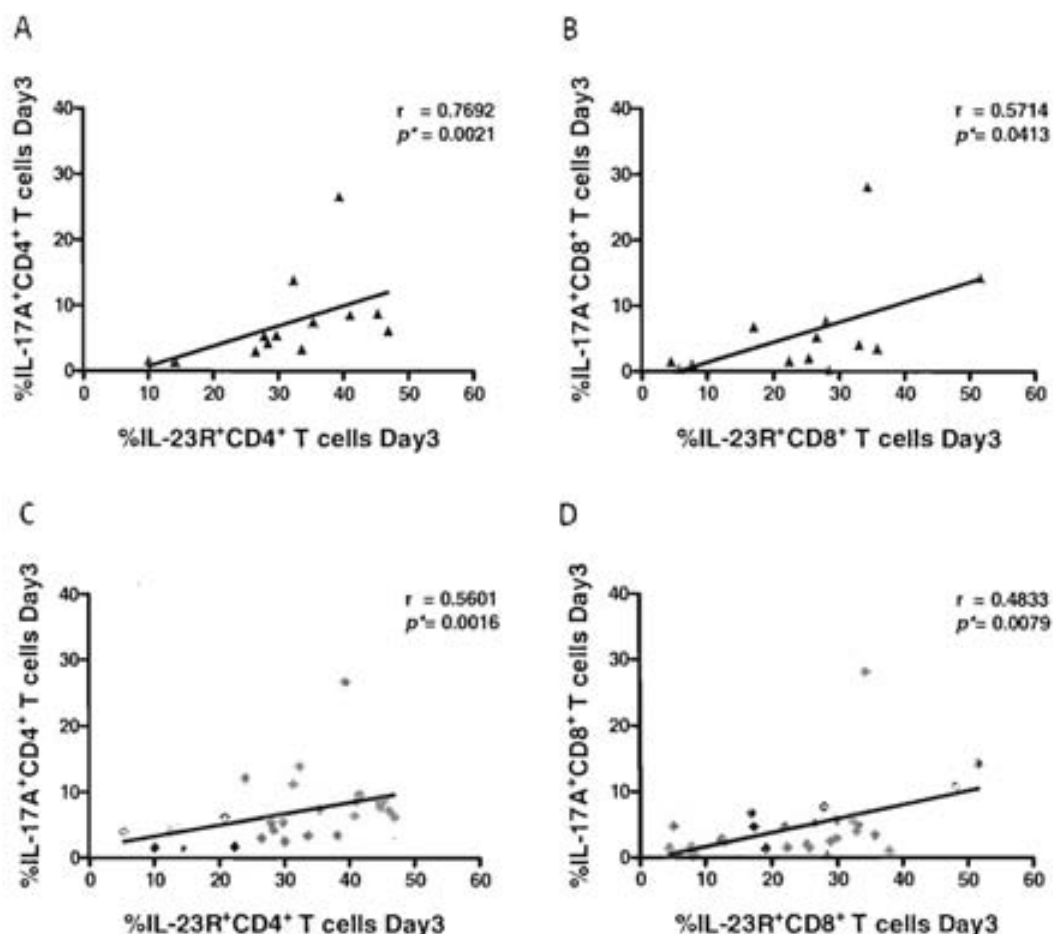 A
%IL-17A⁺CD4⁺ T cells Day3
40
30
20
10
0
r = 0.7692
p* = 0.0021
0 10 20 30 40 50 60
%IL-23R⁺CD4⁺ T cells Day3
B
%IL-17A⁺CD8⁺ T cells Day3
40
30
20
10
0
r = 0.5714
p* = 0.0413
0 10 20 30 40 50 60
%IL-23R⁺CD8⁺ T cells Day3
C
%IL-17A⁺CD4⁺ T cells Day3
40
30
20
10
0
r = 0.5601
p* = 0.0016
0 10 20 30 40 50 60
%IL-23R⁺CD4⁺ T cells Day3
D
%IL-17A⁺CD8⁺ T cells Day3
40
30
20
10
0
r = 0.4833
p* = 0.0079
0 10 20 30 40 50 60
%IL-23R⁺CD8⁺ T cells Day3